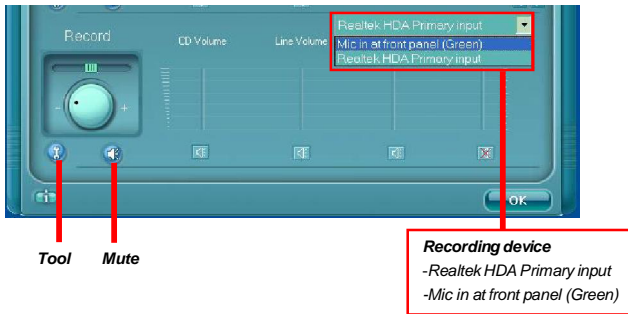 Realtek HDA Primary input
Record
CD Volume
Line Volume
Mic in at front panel (Green)
Realtek HDA Primary input
OK
Tool
Mute
Recording device
-Realtek HDA Primary input
-Mic in at front panel (Green)